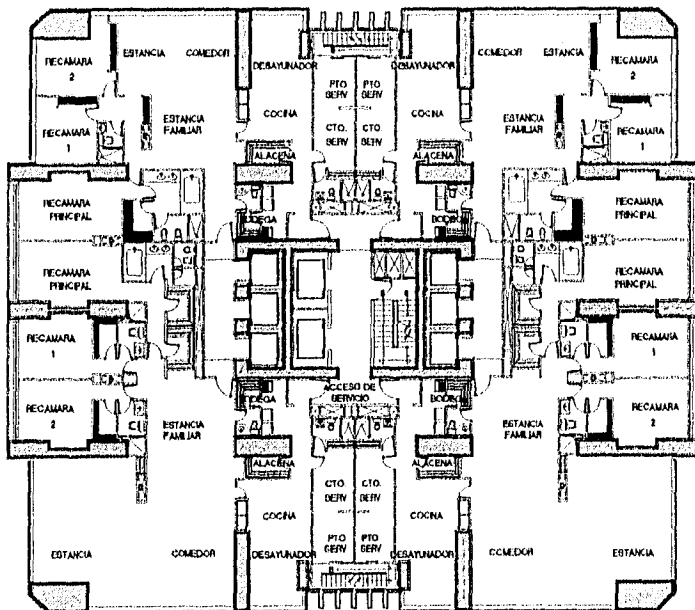 ESTANCIA
COMEDOR
DESAYUNADOR
DESAYUNADOR
COMEDOR
ESTANCIA
RECAMARA
2
RECAMARA
2
PTO
SERV
PTO
SERV
COCINA
COCINA
ESTANCIA
FAMILIAR
ESTANCIA
FAMILIAR
RECAMARA
1
RECAMARA
1
CTO.
SERV
CTO.
SERV
ALACENA
ALACENA
RECAMARA
PRINCIPAL
RECAMARA
PRINCIPAL
BODEGA
BODEGA
RECAMARA
PRINCIPAL
RECAMARA
PRINCIPAL
RECAMARA
1
RECAMARA
1
ACCESO DE
SERVICIO
BODEGA
BODEGA
RECAMARA
2
RECAMARA
2
ESTANCIA
FAMILIAR
ESTANCIA
FAMILIAR
ALACENA
ALACENA
CTO.
SERV
CTO.
SERV
COCINA
COCINA
PTO
SERV
PTO
SERV
ESTANCIA
COMEDOR
DESAYUNADOR
DESAYUNADOR
COMEDOR
ESTANCIA